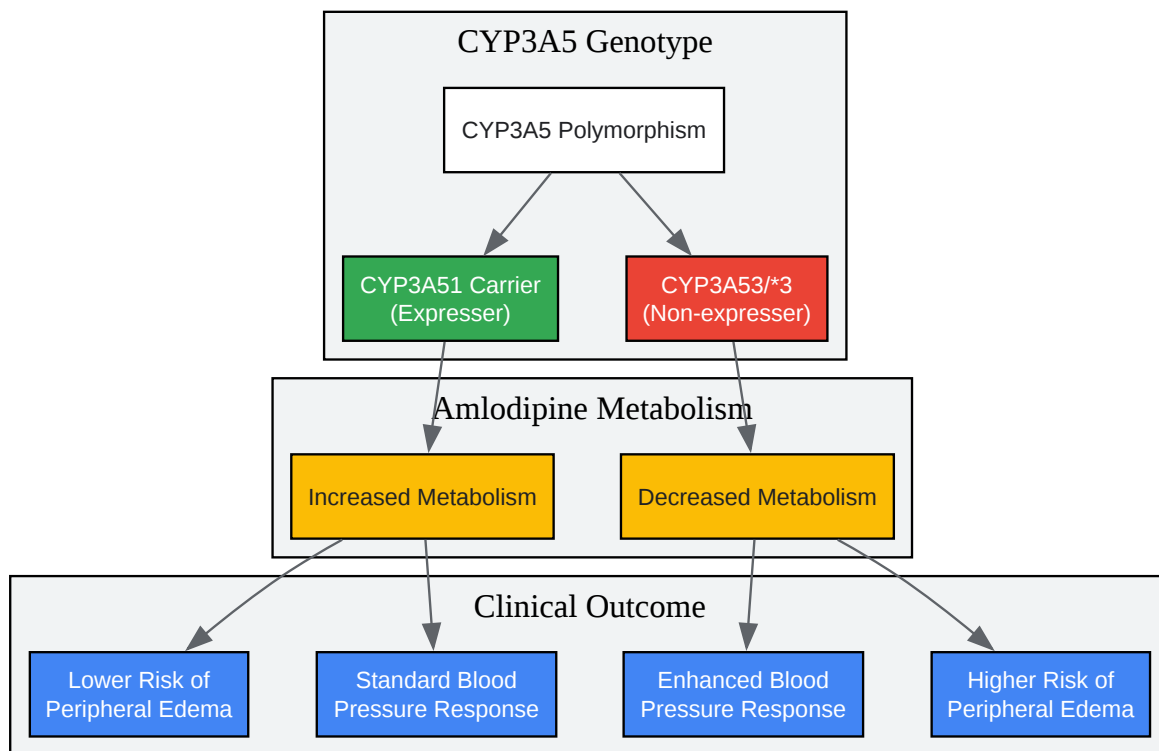 CYP3A5 Genotype
CYP3A5 Polymorphism
CYP3A51 Carrier
(Expresser)
CYP3A53/*3
(Non-expresser)
Amlodipine Metabolism
Increased Metabolism
Decreased Metabolism
Clinical Outcome
Lower Risk of
Peripheral Edema
Standard Blood
Pressure Response
Enhanced Blood
Pressure Response
Higher Risk of
Peripheral Edema